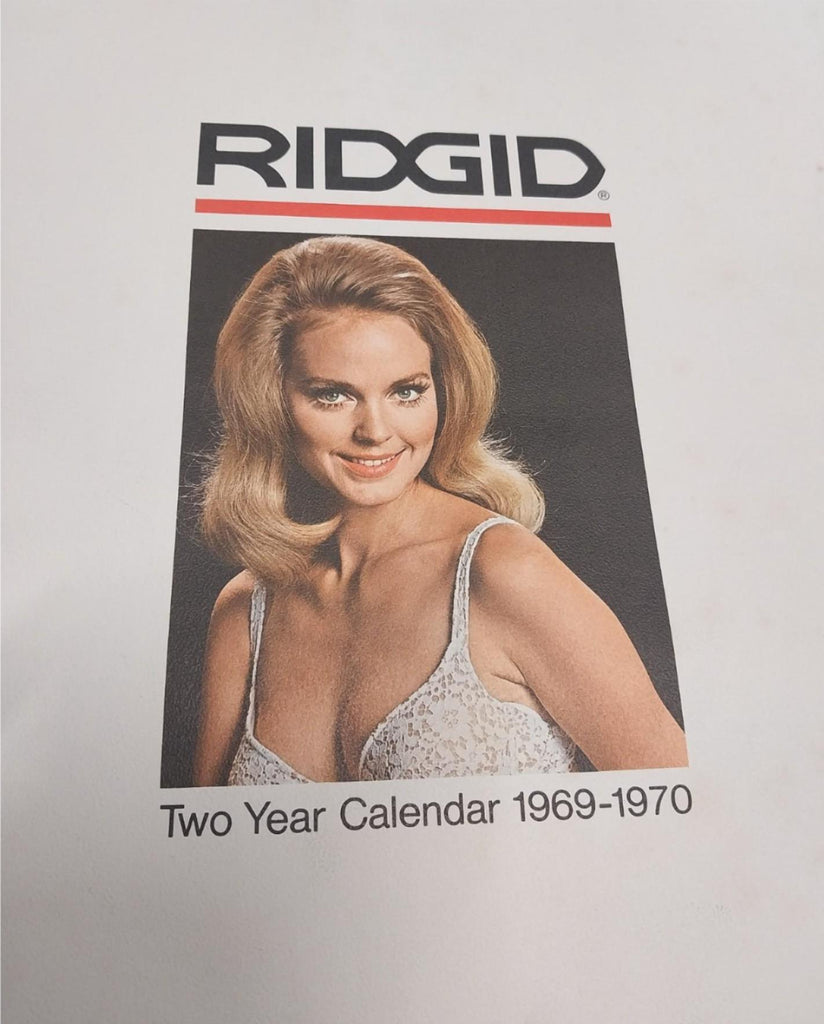 RIDGID®
Two Year Calendar 1969-1970